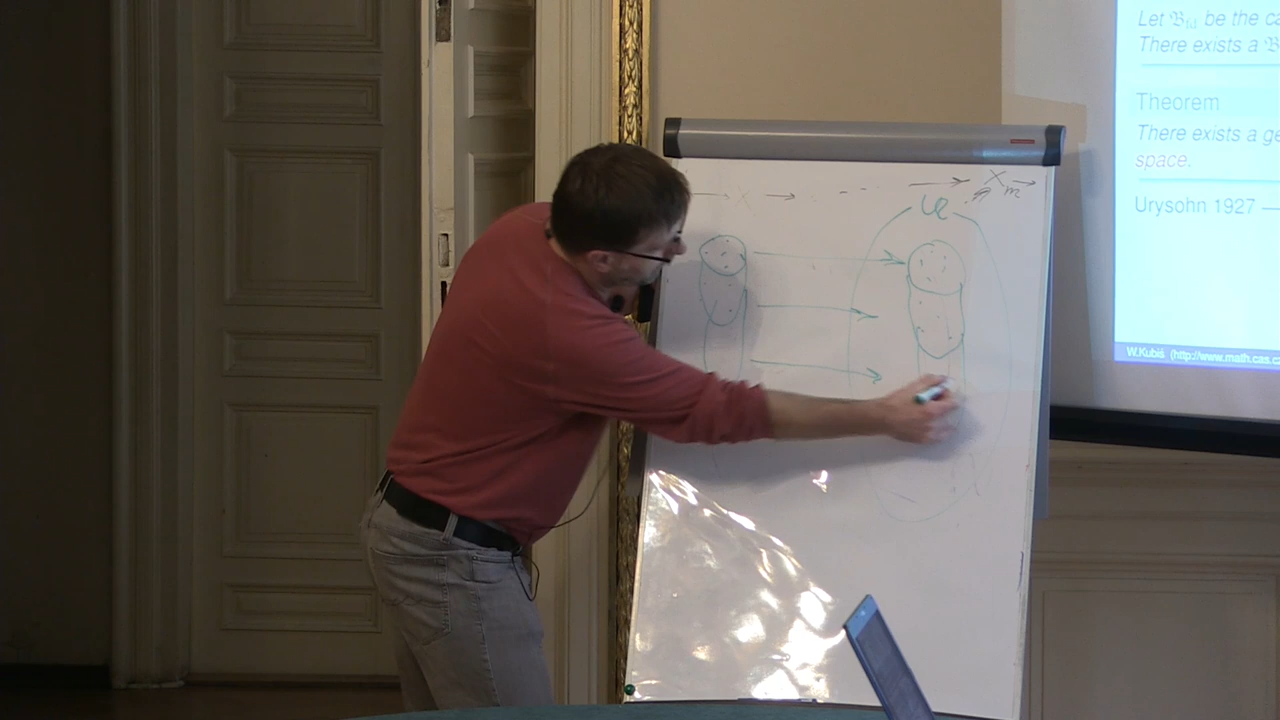 Let 𝔅fd be the ca
There exists a 𝔅
Theorem
There exists a ge
space.
Urysohn 1927 —
W.Kubiś (http://www.math.cas.c
→ X → - - - → Xm →
U